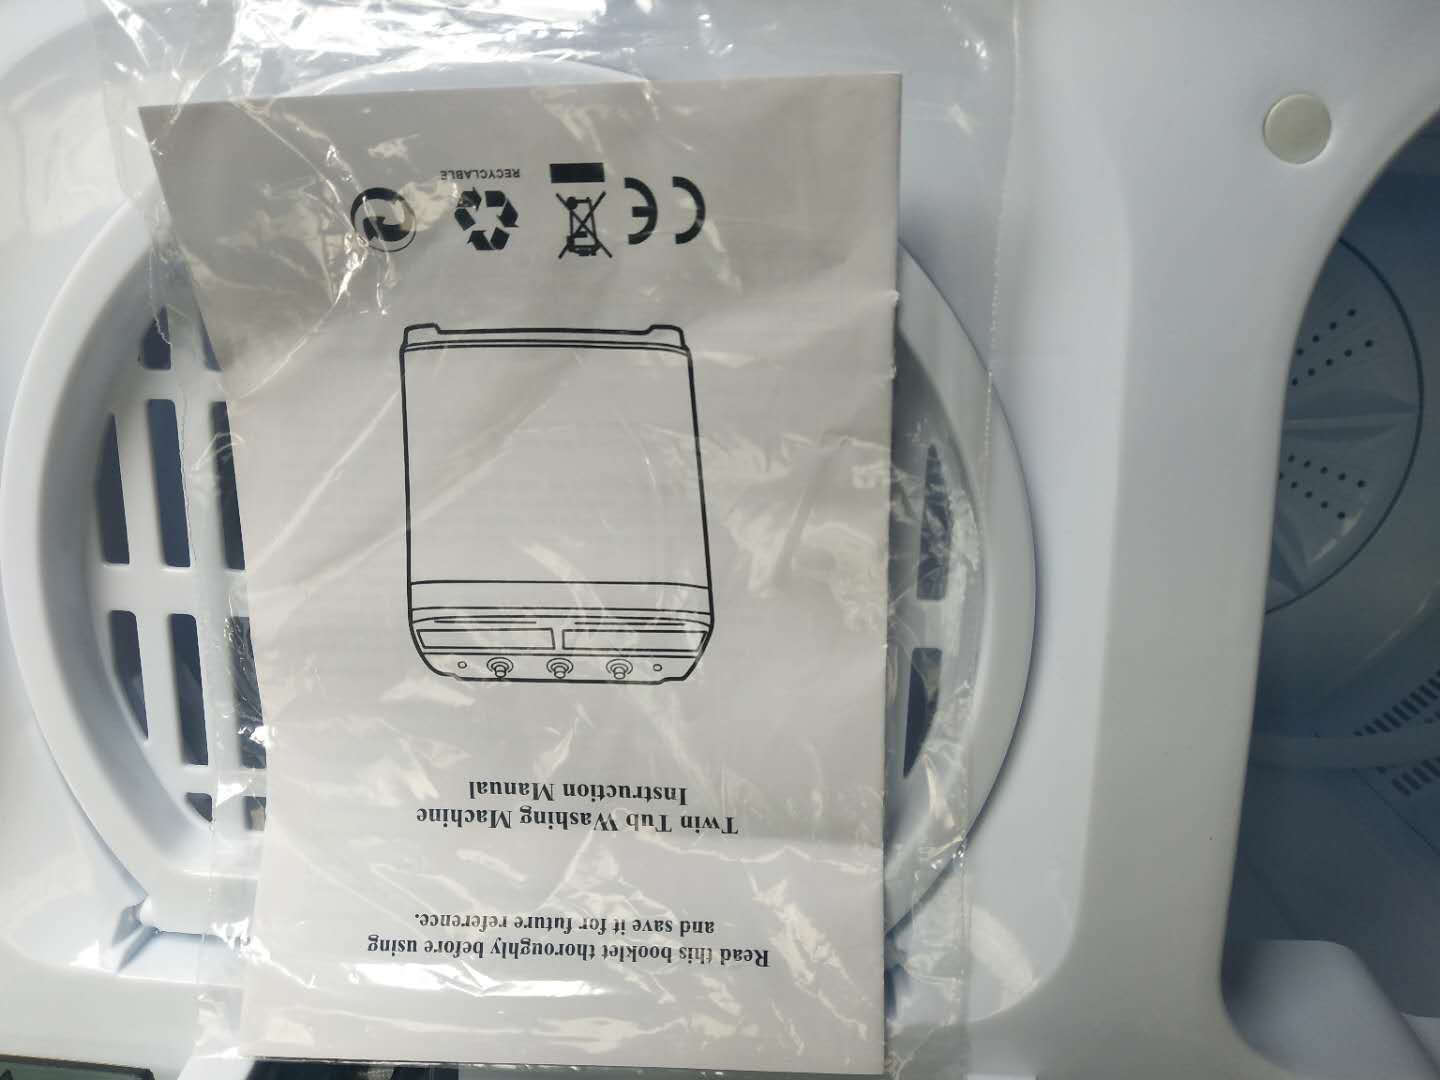 Read this booklet thoroughly before using
and save it for future reference.
Twin Tub Washing Machine
Instruction Manual
CE
RECYCLABLE